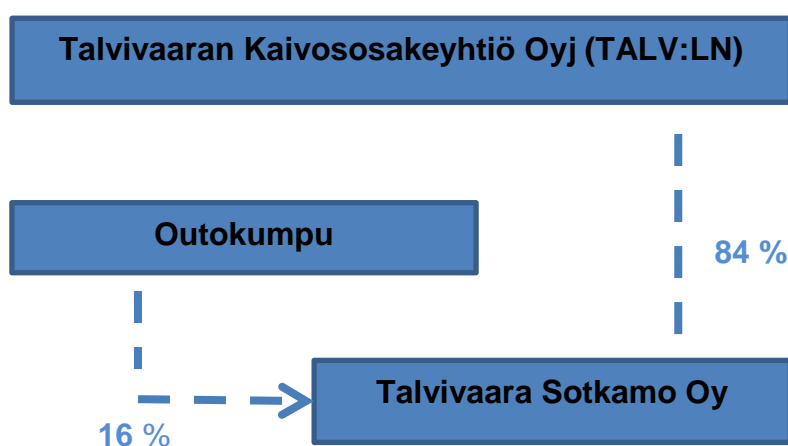 Talvivaaran Kaivososakeyhtiö Oyj (TALV:LN)
Outokumpu
84 %
Talvivaara Sotkamo Oy
16 %